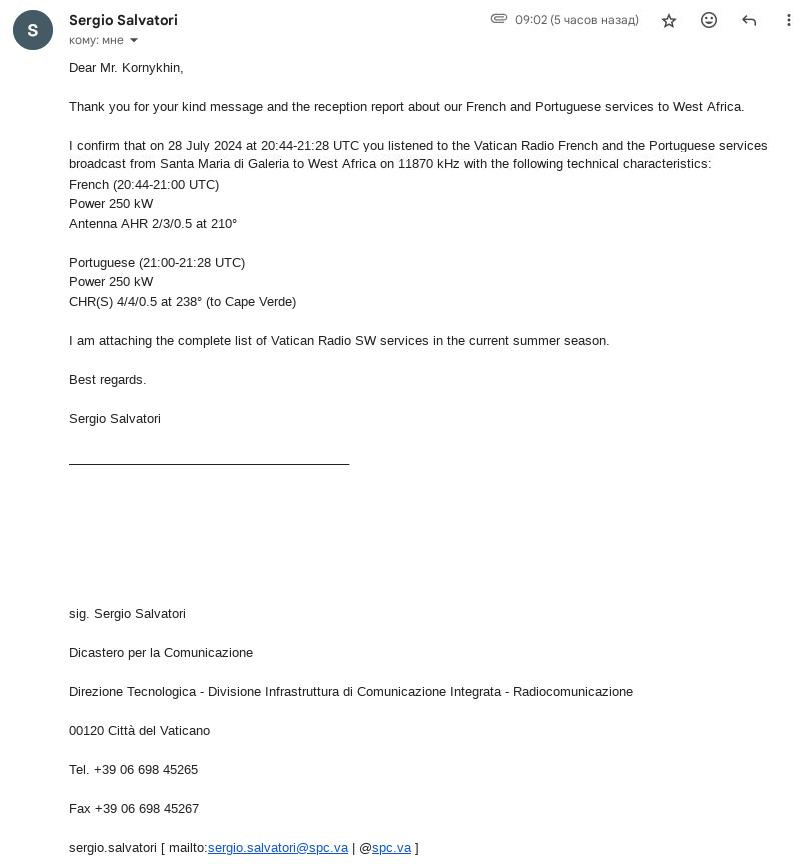 S
Sergio Salvatori
09:02 (5 часов назад)
кому: мне
Dear Mr. Kornykhin,
Thank you for your kind message and the reception report about our French and Portuguese services to West Africa.
I confirm that on 28 July 2024 at 20:44-21:28 UTC you listened to the Vatican Radio French and the Portuguese services
broadcast from Santa Maria di Galeria to West Africa on 11870 kHz with the following technical characteristics:
French (20:44-21:00 UTC)
Power 250 kW
Antenna AHR 2/3/0.5 at 210°
Portuguese (21:00-21:28 UTC)
Power 250 kW
CHR(S) 4/4/0.5 at 238° (to Cape Verde)
I am attaching the complete list of Vatican Radio SW services in the current summer season.
Best regards.
Sergio Salvatori
sig. Sergio Salvatori
Dicastero per la Comunicazione
Direzione Tecnologica - Divisione Infrastruttura di Comunicazione Integrata - Radiocomunicazione
00120 Città del Vaticano
Tel. +39 06 698 45265
Fax +39 06 698 45267
sergio.salvatori [ mailto:sergio.salvatori@spc.va | @spc.va ]